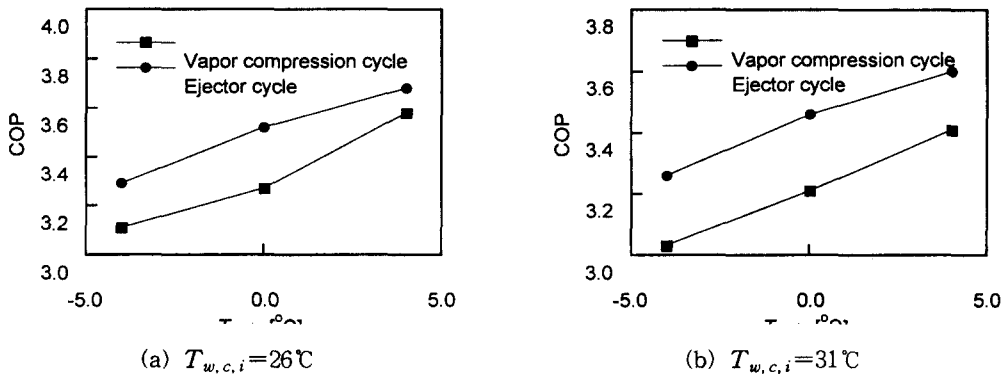 4.0
3.8
3.6
3.4
3.2
3.0
COP
Vapor compression cycle
Ejector cycle
-5.0 0.0 5.0
(a) T w, c, i =26℃
3.8
3.6
3.4
3.2
3.0
COP
Vapor compression cycle
Ejector cycle
-5.0 0.0 5.0
(b) T w, c, i =31℃